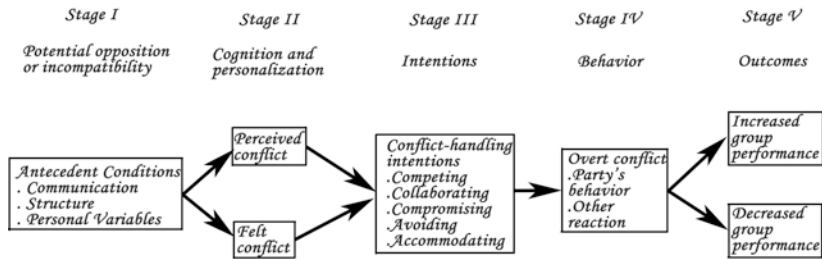 Stage I
Potential opposition
or incompatibility
Stage II
Cognition and
personalization
Stage III
Intentions
Stage IV
Behavior
Stage V
Outcomes
Antecedent Conditions
. Communication
. Structure
. Personal Variables
Perceived
conflict
Felt
conflict
Conflict-handling
intentions
.Competing
.Collaborating
.Compromising
.Avoiding
.Accommodating
Overt conflict
.Party's
behavior
.Other
reaction
Increased
group
performance
Decreased
group
performance